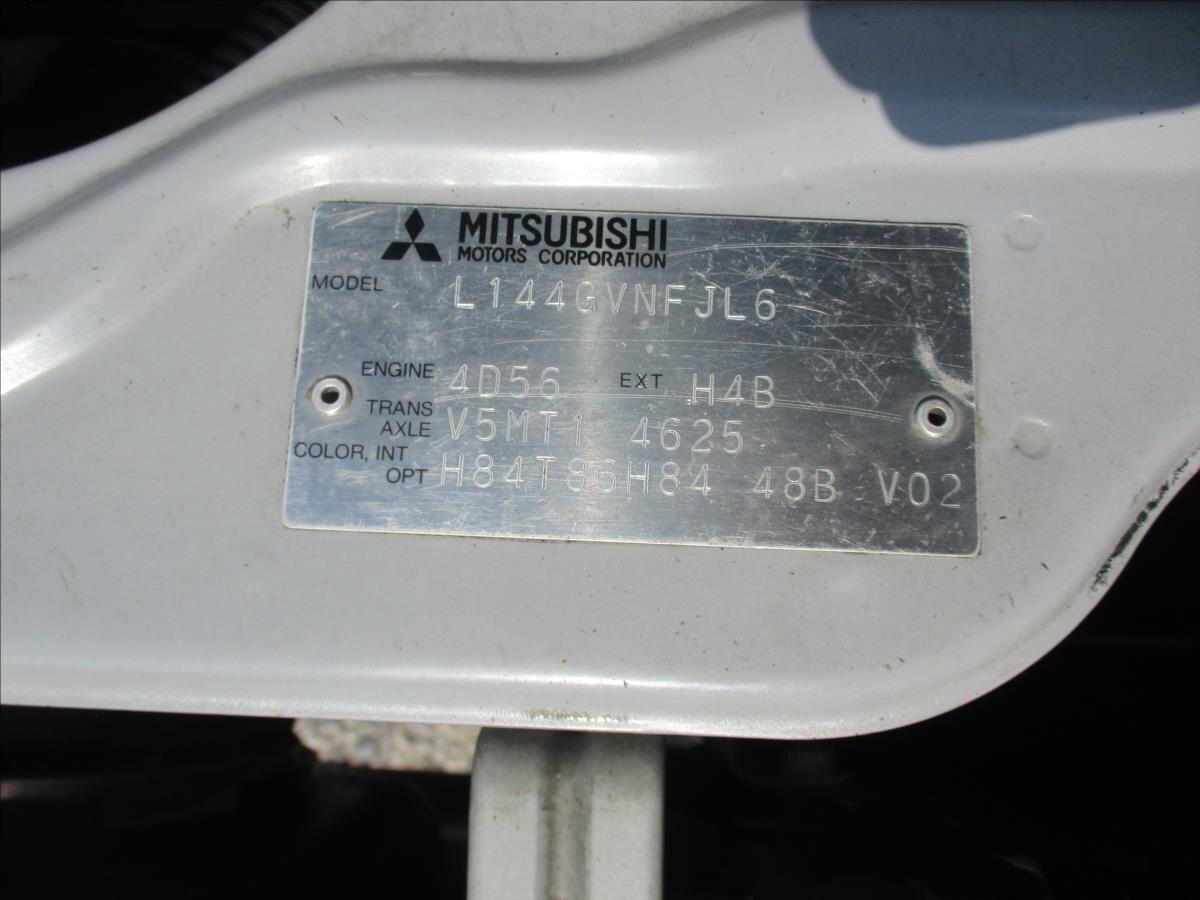 MITSUBISHI
MOTORS CORPORATION
MODEL L144GVNFJL6
ENGINE 4D56 EXT H4B
TRANS
AXLE V5MT1 4625
COLOR, INT
OPT H84T86H84 48B V02